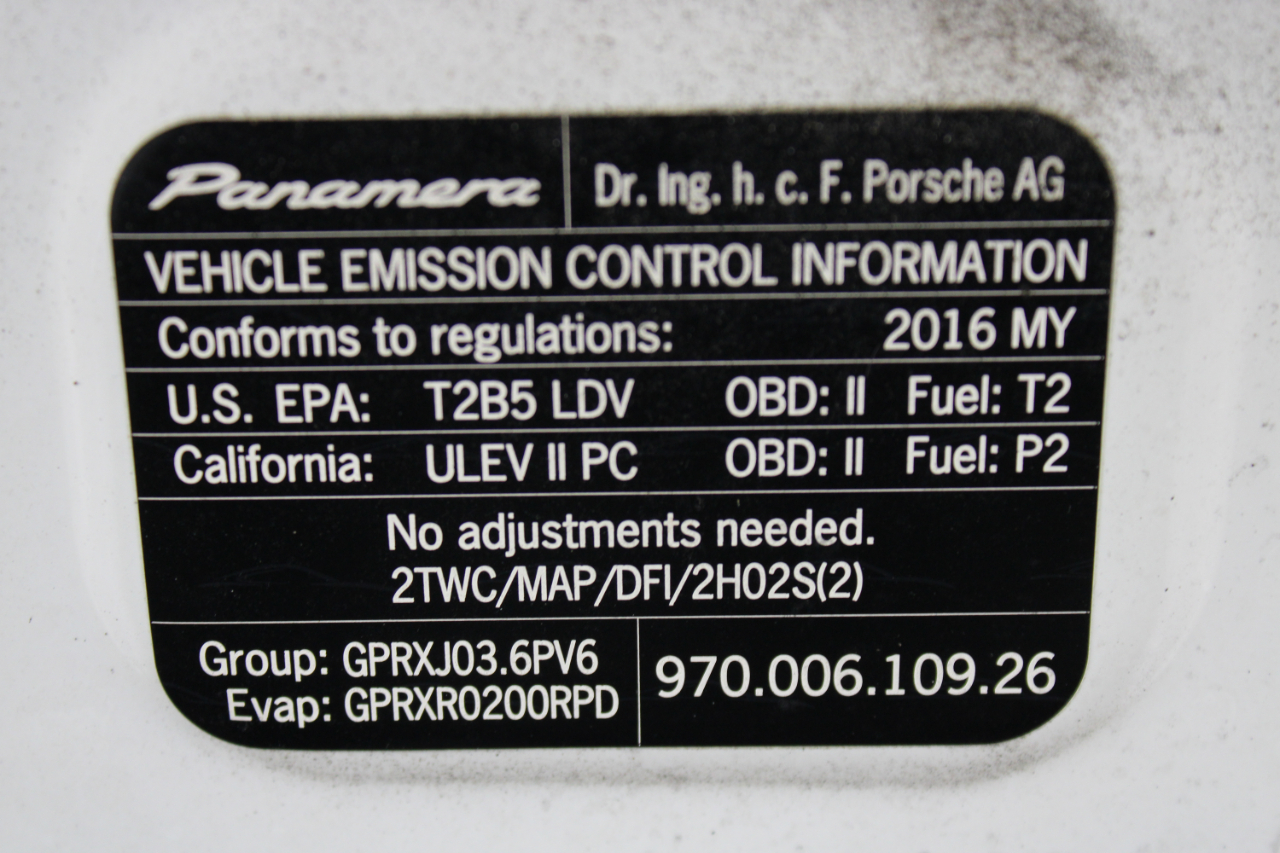 Panamera Dr. Ing. h. c. F. Porsche AG
VEHICLE EMISSION CONTROL INFORMATION
Conforms to regulations: 2016 MY
U.S. EPA: T2B5 LDV OBD: II Fuel: T2
California: ULEV II PC OBD: II Fuel: P2
No adjustments needed.
2TWC/MAP/DFI/2HO2S(2)
Group: GPRXJ03.6PV6
Evap: GPRXR0200RPD
970.006.109.26